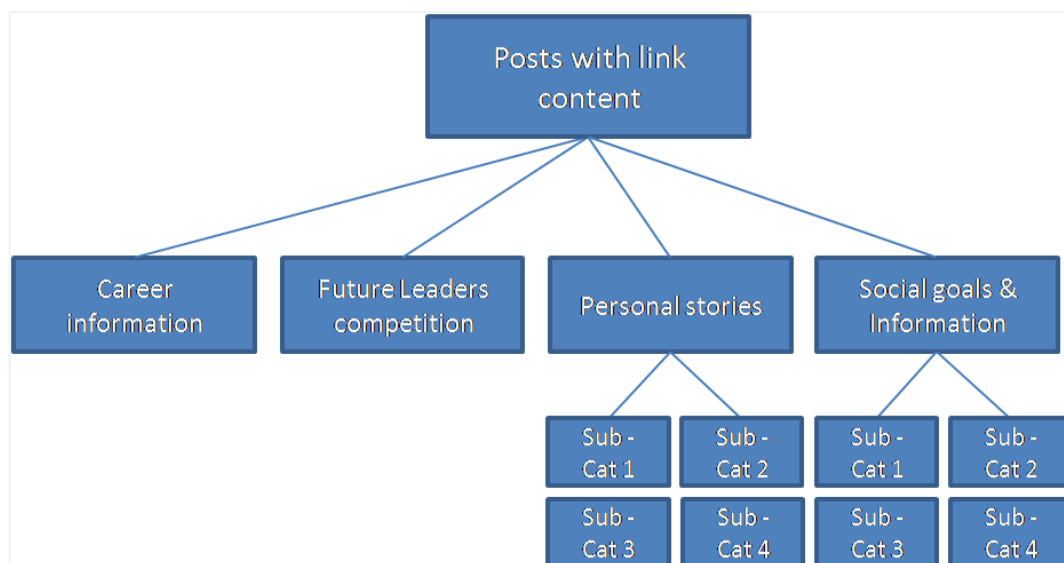 Posts with link
content
Career
information
Future Leaders
competition
Personal stories
Social goals &
Information
Sub -
Cat 1
Sub -
Cat 2
Sub -
Cat 1
Sub -
Cat 2
Sub -
Cat 3
Sub -
Cat 4
Sub -
Cat 3
Sub -
Cat 4